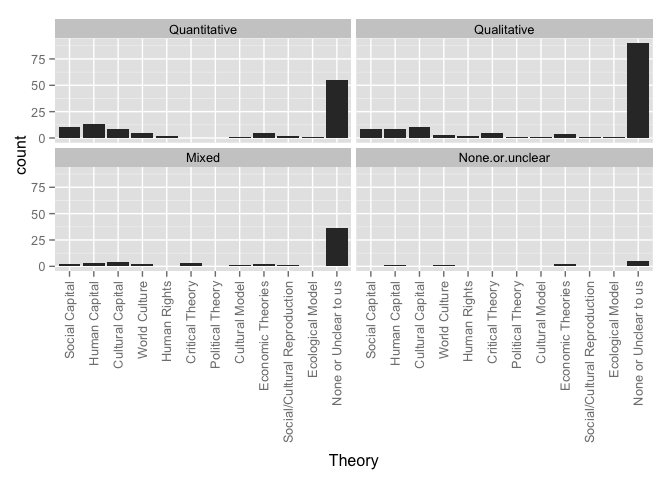 Quantitative
Qualitative
75
50
25
0
count
Mixed
None.or.unclear
75
50
25
0
Social Capital
Human Capital
Cultural Capital
World Culture
Human Rights
Critical Theory
Political Theory
Cultural Model
Economic Theories
Social/Cultural Reproduction
Ecological Model
None or Unclear to us
Social Capital
Human Capital
Cultural Capital
World Culture
Human Rights
Critical Theory
Political Theory
Cultural Model
Economic Theories
Social/Cultural Reproduction
Ecological Model
None or Unclear to us
Theory